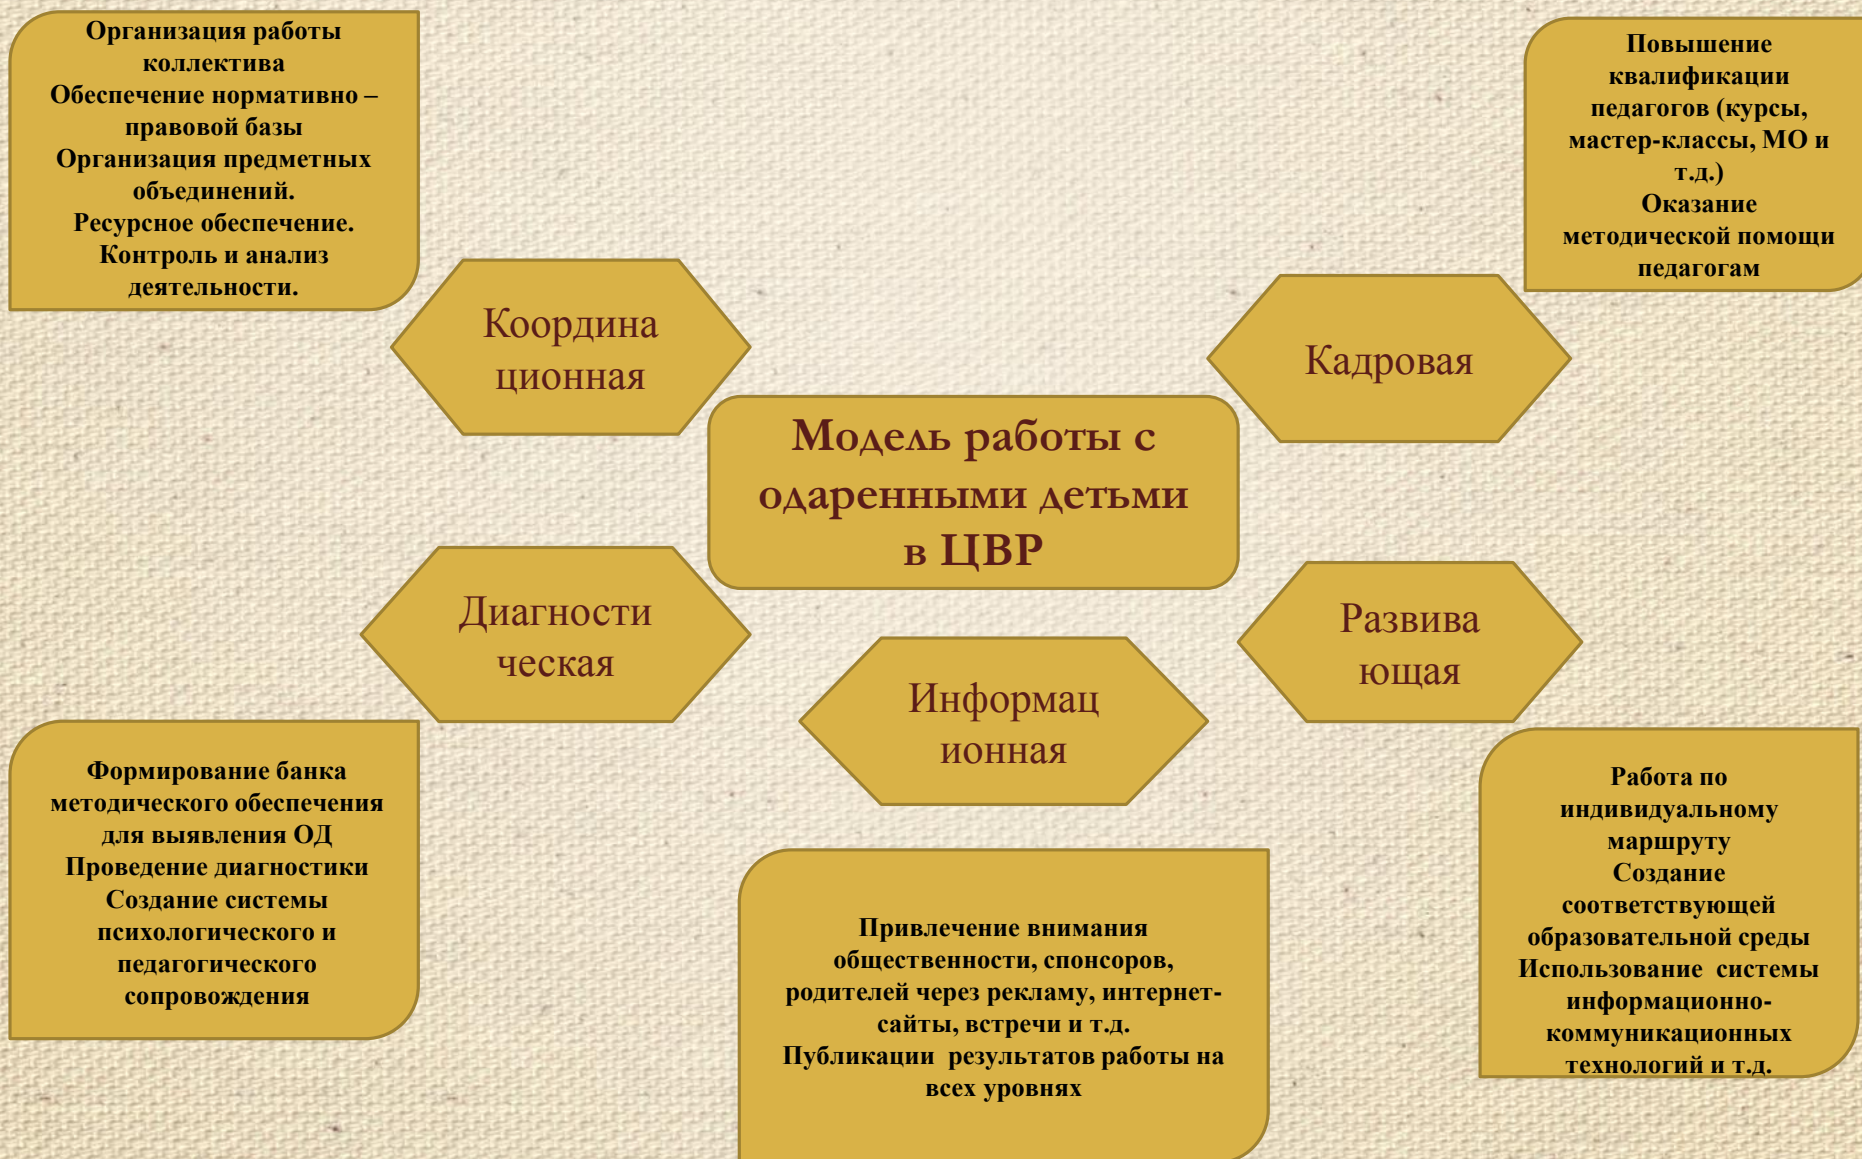 Организация работы
коллектива
Обеспечение нормативно –
правовой базы
Организация предметных
объединений.
Ресурсное обеспечение.
Контроль и анализ
деятельности.
Повышение
квалификации
педагогов (курсы,
мастер-классы, МО и
т.д.)
Оказание
методической помощи
педагогам
Координа
ционная
Кадровая
Модель работы с
одаренными детьми
в ЦВР
Диагности
ческая
Информац
ионная
Развива
ющая
Формирование банка
методического обеспечения
для выявления ОД
Проведение диагностики
Создание системы
психологического и
педагогического
сопровождения
Привлечение внимания
общественности, спонсоров,
родителей через рекламу, интернет-
сайты, встречи и т.д.
Публикации результатов работы на
всех уровнях
Работа по
индивидуальному
маршруту
Создание
соответствующей
образовательной среды
Использование системы
информационно-
коммуникационных
технологий и т.д.